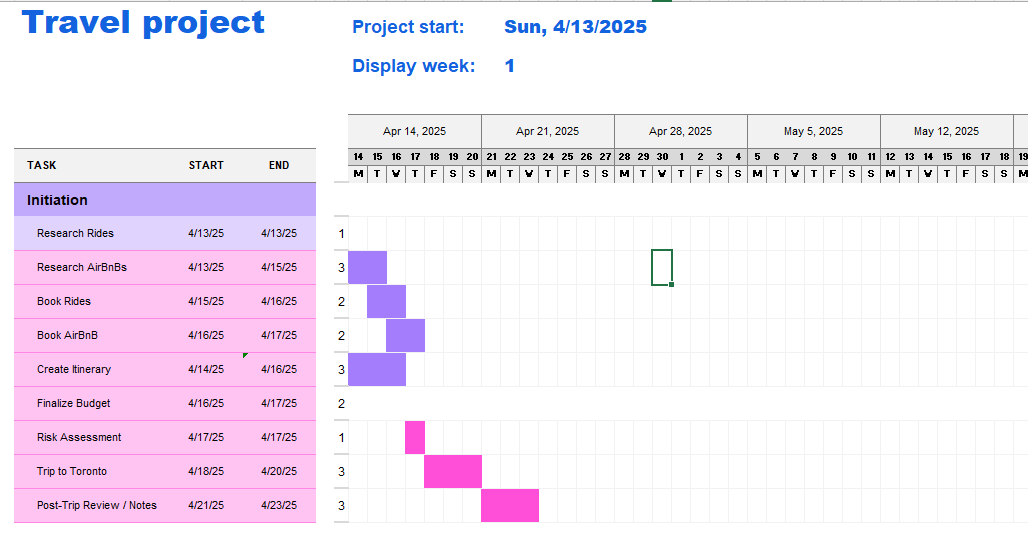 Travel project
Project start: Sun, 4/13/2025
Display week: 1
Apr 14, 2025 Apr 21, 2025 Apr 28, 2025 May 5, 2025 May 12, 2025
14 15 16 17 18 19 20 21 22 23 24 25 26 27 28 29 30 1 2 3 4 5 6 7 8 9 10 11 12 13 14 15 16 17 18 19
TASK START END
M T W T F S S M T W T F S S M T W T F S S M T W T F S S M T W T F S S M
Initiation
Research Rides 4/13/25 4/13/25 1
Research AirBnBs 4/13/25 4/15/25 3
Book Rides 4/15/25 4/16/25 2
Book AirBnB 4/16/25 4/17/25 2
Create Itinerary 4/14/25 4/16/25 3
Finalize Budget 4/16/25 4/17/25 2
Risk Assessment 4/17/25 4/17/25 1
Trip to Toronto 4/18/25 4/20/25 3
Post-Trip Review / Notes 4/21/25 4/23/25 3